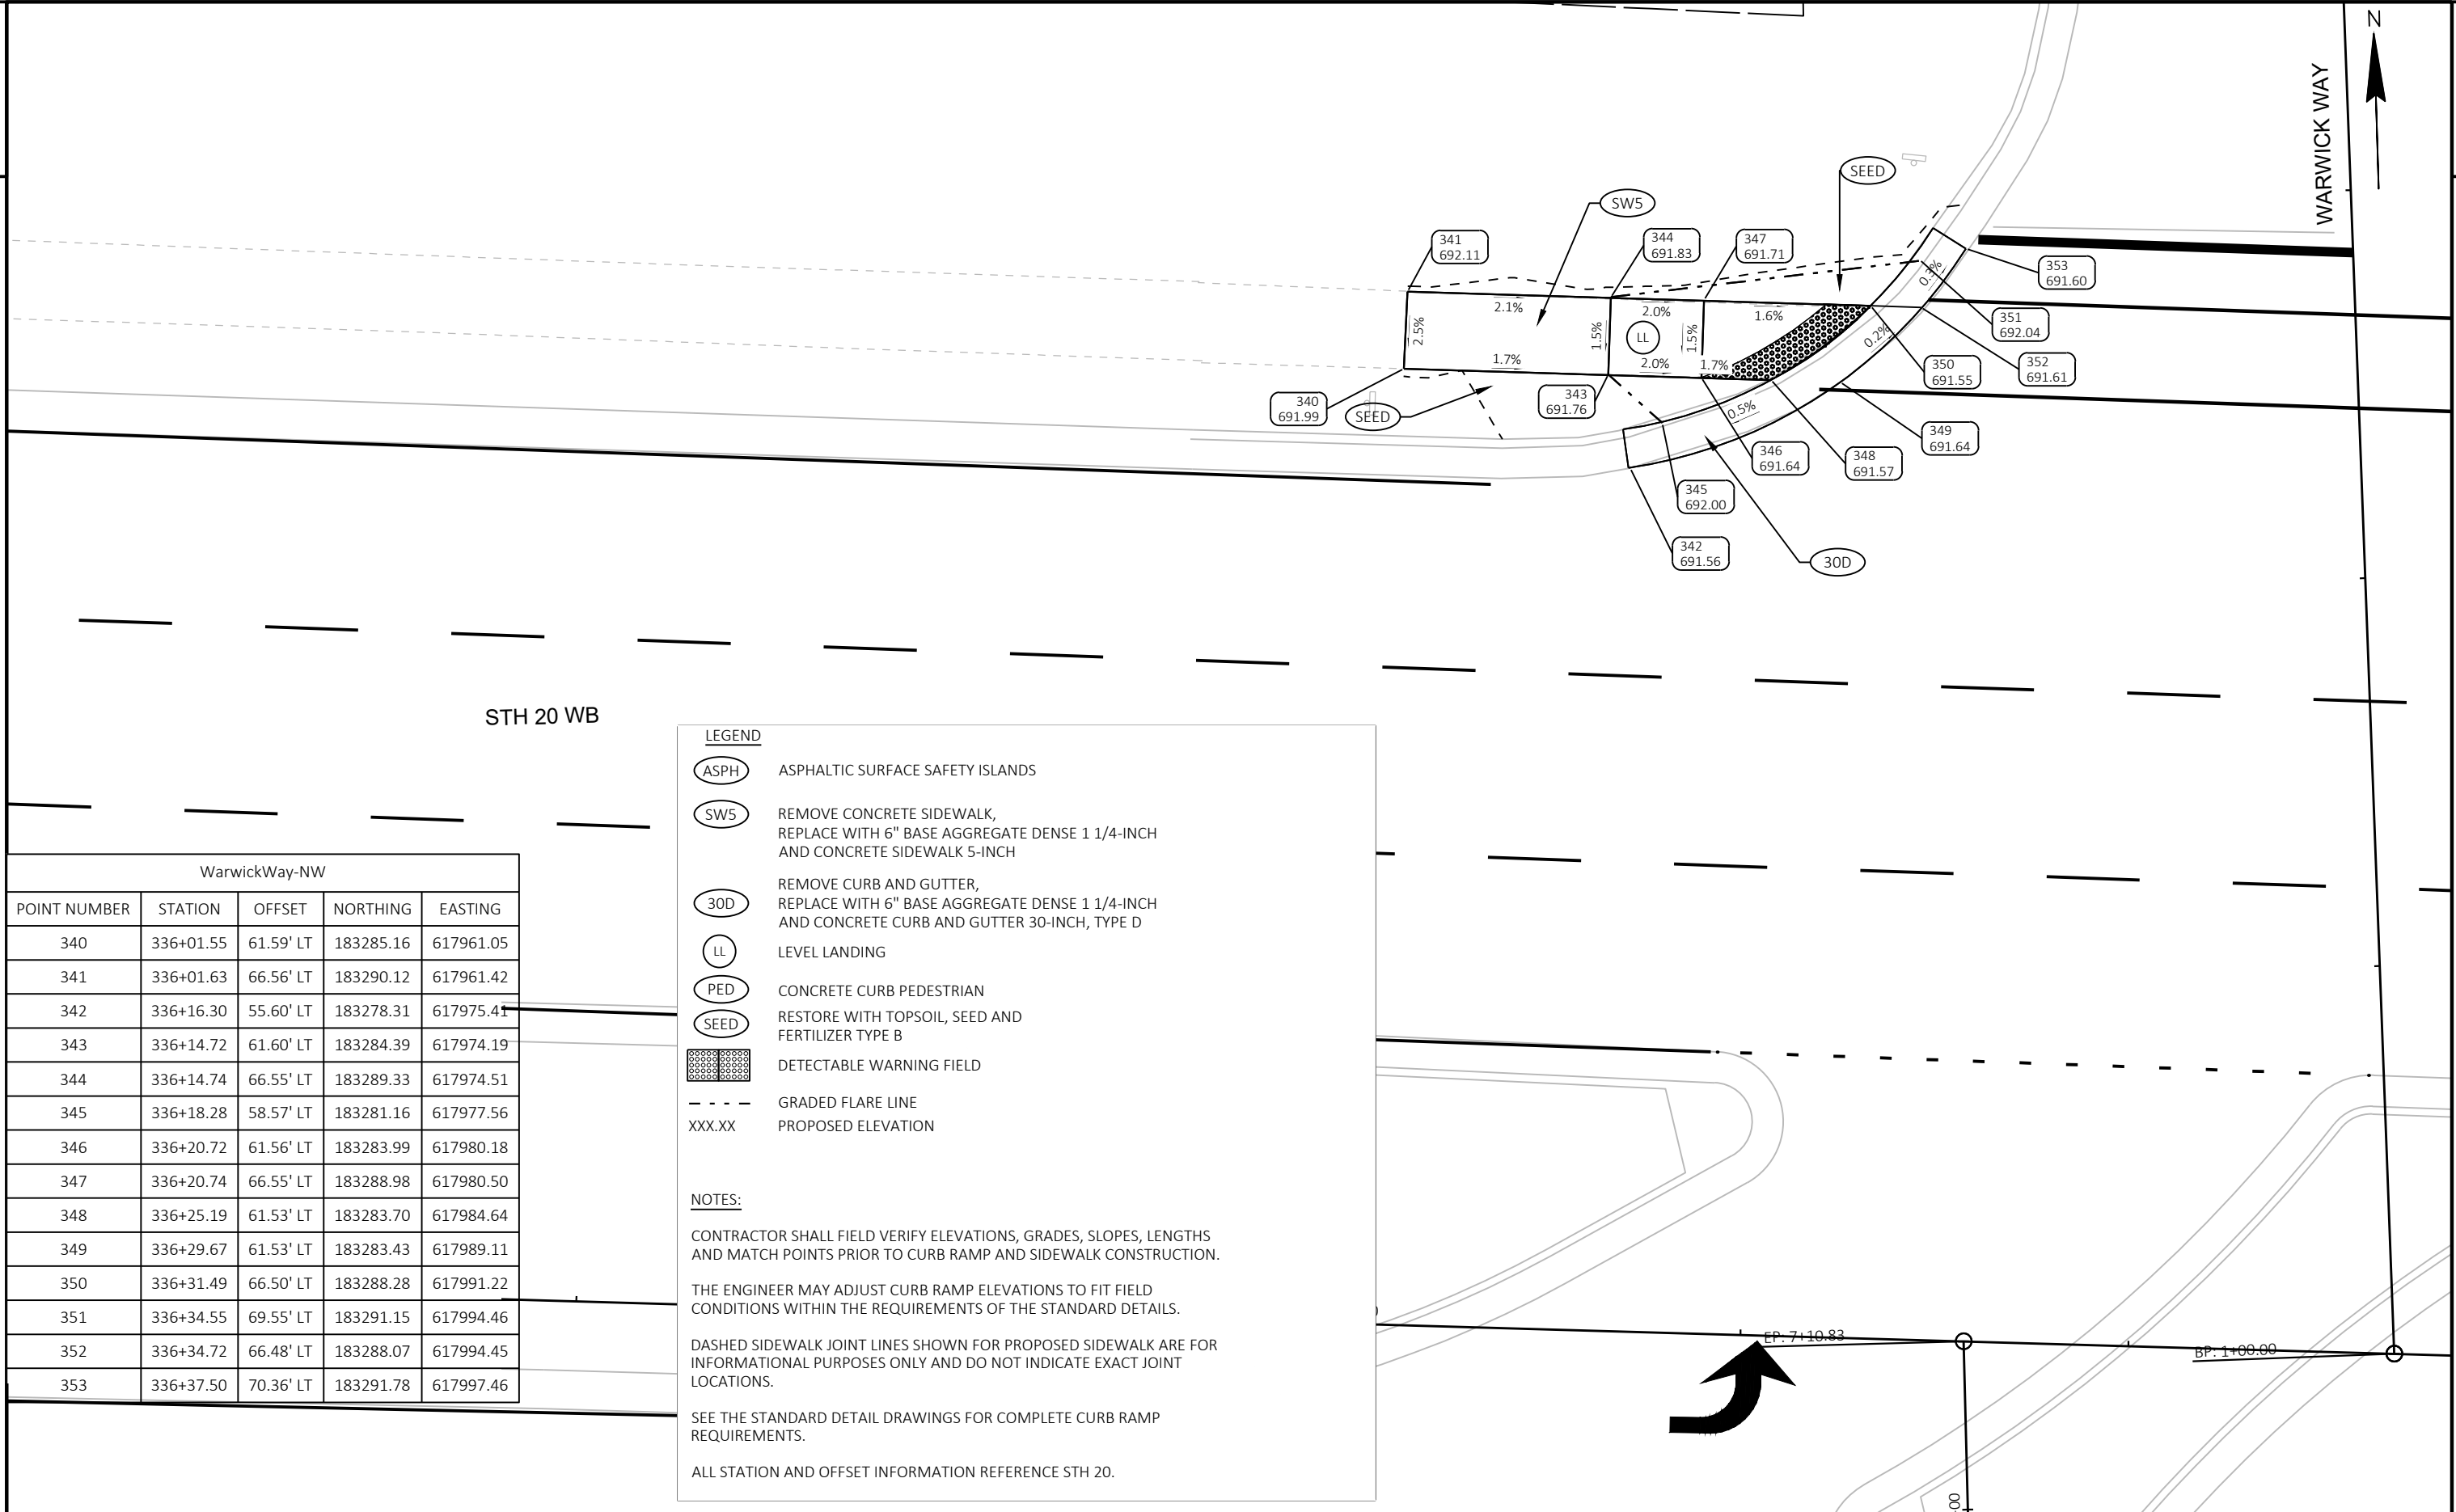 N
WARWICK WAY
SEED
SW5
341
692.11
344
691.83
347
691.71
353
691.60
0.3%
2.1%
2.0%
1.6%
351
692.04
2.5%
1.5%
LL
1.5%
0.2%
1.7%
2.0%
1.7%
350
691.55
352
691.61
340
691.99
SEED
343
691.76
0.5%
349
691.64
346
691.64
348
691.57
345
692.00
342
691.56
30D
STH 20 WB
LEGEND
ASPH ASPHALTIC SURFACE SAFETY ISLANDS
SW5 REMOVE CONCRETE SIDEWALK,
REPLACE WITH 6" BASE AGGREGATE DENSE 1 1/4-INCH
AND CONCRETE SIDEWALK 5-INCH
REMOVE CURB AND GUTTER,
30D REPLACE WITH 6" BASE AGGREGATE DENSE 1 1/4-INCH
AND CONCRETE CURB AND GUTTER 30-INCH, TYPE D
LL LEVEL LANDING
PED CONCRETE CURB PEDESTRIAN
SEED RESTORE WITH TOPSOIL, SEED AND
FERTILIZER TYPE B
DETECTABLE WARNING FIELD
GRADED FLARE LINE
XXX.XX PROPOSED ELEVATION
NOTES:
CONTRACTOR SHALL FIELD VERIFY ELEVATIONS, GRADES, SLOPES, LENGTHS
AND MATCH POINTS PRIOR TO CURB RAMP AND SIDEWALK CONSTRUCTION.
THE ENGINEER MAY ADJUST CURB RAMP ELEVATIONS TO FIT FIELD
CONDITIONS WITHIN THE REQUIREMENTS OF THE STANDARD DETAILS.
DASHED SIDEWALK JOINT LINES SHOWN FOR PROPOSED SIDEWALK ARE FOR
INFORMATIONAL PURPOSES ONLY AND DO NOT INDICATE EXACT JOINT
LOCATIONS.
SEE THE STANDARD DETAIL DRAWINGS FOR COMPLETE CURB RAMP
REQUIREMENTS.
ALL STATION AND OFFSET INFORMATION REFERENCE STH 20.
WarwickWay-NW
POINT NUMBER STATION OFFSET NORTHING EASTING
340 336+01.55 61.59' LT 183285.16 617961.05
341 336+01.63 66.56' LT 183290.12 617961.42
342 336+16.30 55.60' LT 183278.31 617975.41
343 336+14.72 61.60' LT 183284.39 617974.19
344 336+14.74 66.55' LT 183289.33 617974.51
345 336+18.28 58.57' LT 183281.16 617977.56
346 336+20.72 61.56' LT 183283.99 617980.18
347 336+20.74 66.55' LT 183288.98 617980.50
348 336+25.19 61.53' LT 183283.70 617984.64
349 336+29.67 61.53' LT 183283.43 617989.11
350 336+31.49 66.50' LT 183288.28 617991.22
351 336+34.55 69.55' LT 183291.15 617994.46
352 336+34.72 66.48' LT 183288.07 617994.45
353 336+37.50 70.36' LT 183291.78 617997.46
EP: 7+10.83
BP: 1+00.00